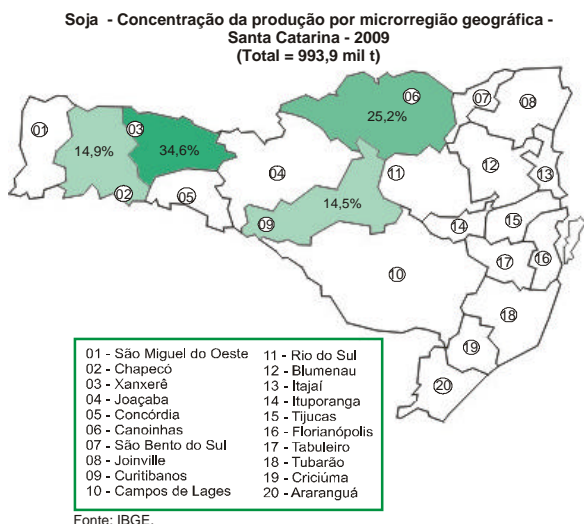 Soja - Concentração da produção por microrregião geográfica -
Santa Catarina - 2009
(Total = 993,9 mil t)
06
07
08
01
03
25,2%
14,9%
34,6%
12
04
11
13
02
05
14,5%
15
14
09
17
16
10
18
19
20
01 - São Miguel do Oeste
02 - Chapecó
03 - Xanxerê
04 - Joaçaba
05 - Concórdia
06 - Canoinhas
07 - São Bento do Sul
08 - Joinville
09 - Curitibanos
10 - Campos de Lages
11 - Rio do Sul
12 - Blumenau
13 - Itajaí
14 - Ituporanga
15 - Tijucas
16 - Florianópolis
17 - Tabuleiro
18 - Tubarão
19 - Criciúma
20 - Araranguá
Fonte: IBGE.